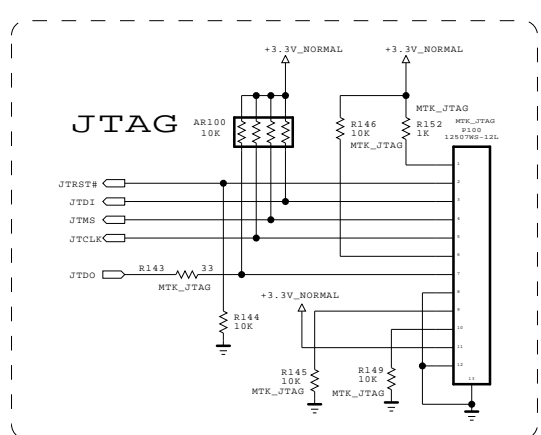 +3.3V_NORMAL
+3.3V_NORMAL
JTAG
AR100
10K
R146
10K
MTK_JTAG
MTK_JTAG
R152
1K
MTK_JTAG
P100
12507WS-12L
JTRST#
JTDI
JTMS
JTCLK
JTDO
R143
33
MTK_JTAG
R144
10K
+3.3V_NORMAL
R145
10K
MTK_JTAG
R149
10K
MTK_JTAG
1
2
3
4
5
6
7
8
9
10
11
12
13